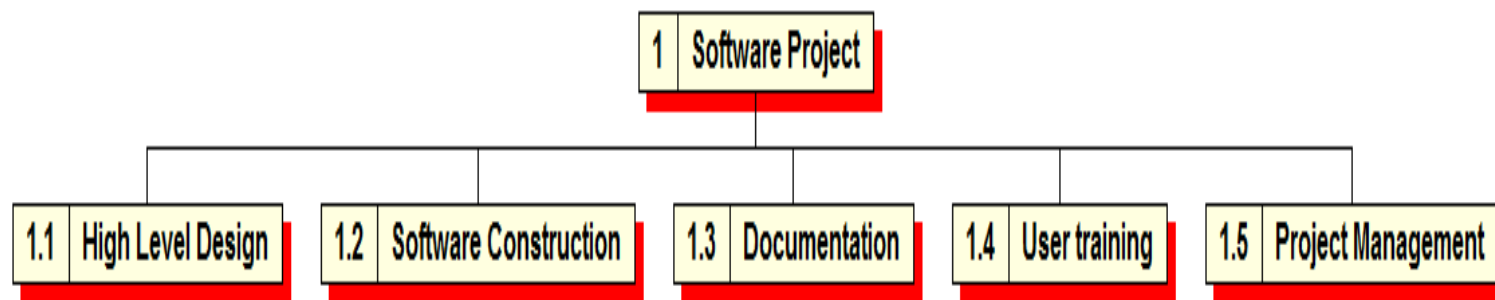 1 Software Project
1.1 High Level Design
1.2 Software Construction
1.3 Documentation
1.4 User training
1.5 Project Management